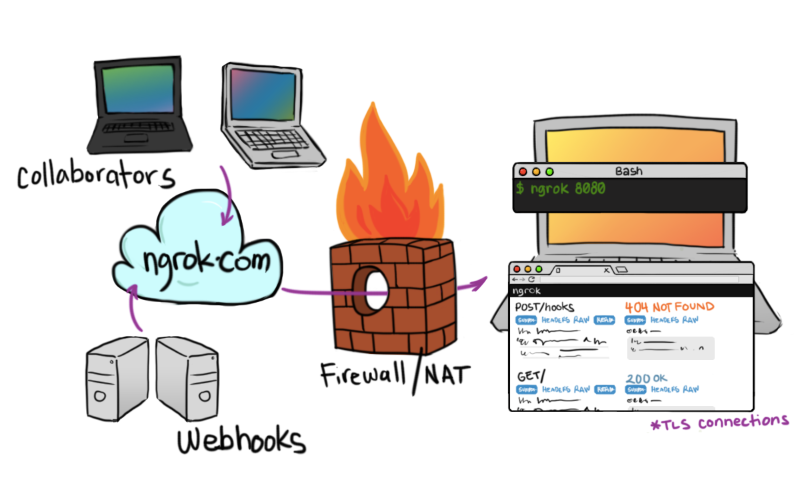 collaborators
ngrok.com
Webhooks
Firewall/NAT
Bash
$ ngrok 8080
ngrok
POST/hooks
404 NOT FOUND
HEADERS RAW
HEADERS RAW
GET/
200 OK
HEADERS RAW
HEADERS RAW
*TLS connections